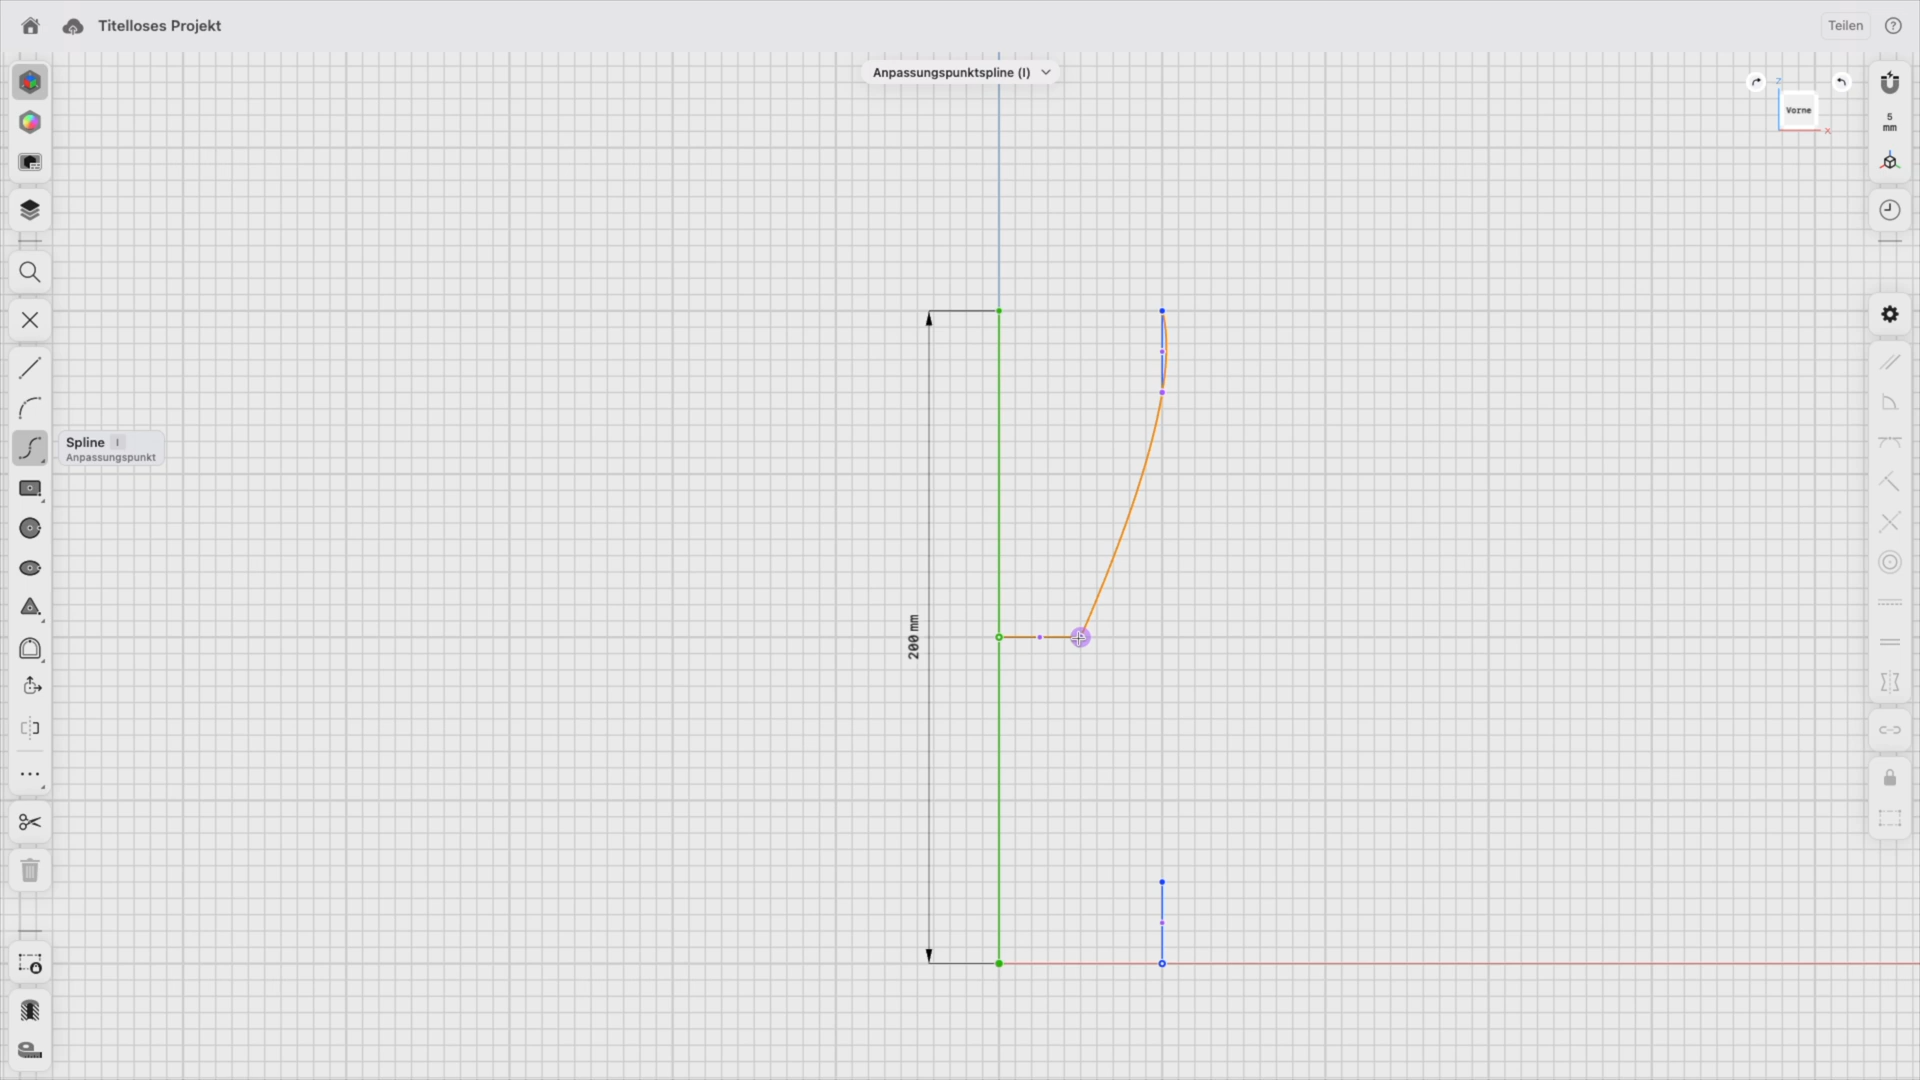 Titelloses Projekt
Teilen
Anpassungspunktspline (I)
Z
Vorne
X
5
mm
Spline I
Anpassungspunkt
200 mm